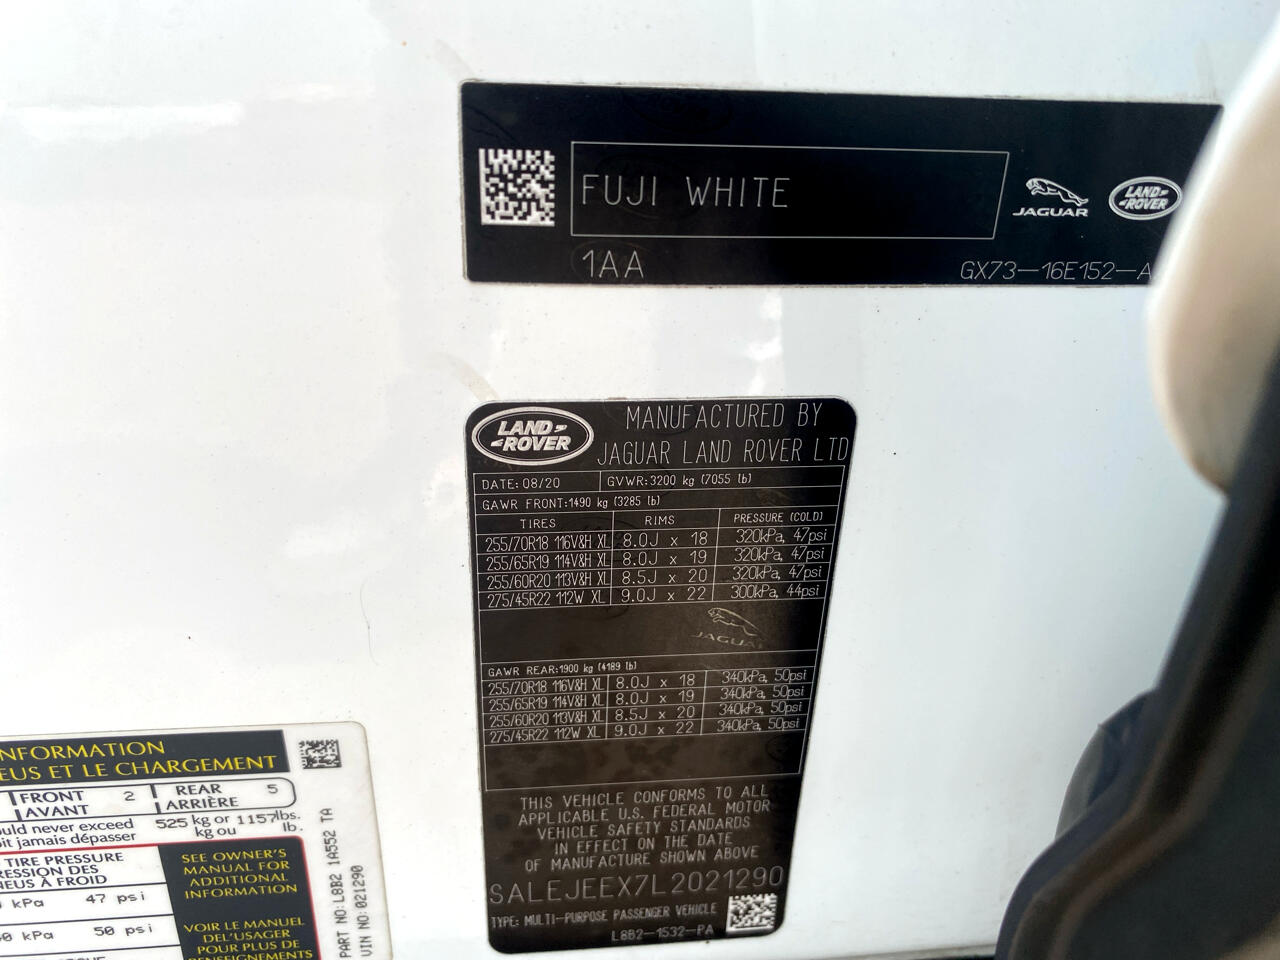 FUJI WHITE
JAGUAR
LAND ROVER
1AA
GX73-16E152-A
LAND ROVER
MANUFACTURED BY
JAGUAR LAND ROVER LTD
DATE: 08/20 GVWR:3200 kg (7055 lb)
GAWR FRONT:1490 kg (3285 lb)
TIRES RIMS PRESSURE (COLD)
255/70R18 116V&H XL 8.0J x 18 320kPa, 47psi
255/65R19 114V&H XL 8.0J x 19 320kPa, 47psi
255/60R20 113V&H XL 8.5J x 20 320kPa, 47psi
275/45R22 112W XL 9.0J x 22 300kPa, 44psi
JAGUAR
GAWR REAR:1900 kg (4189 lb)
255/70R18 116V&H XL 8.0J x 18 340kPa, 50psi
255/65R19 114V&H XL 8.0J x 19 340kPa, 50psi
255/60R20 113V&H XL 8.5J x 20 340kPa, 50psi
275/45R22 112W XL 9.0J x 22 340kPa, 50psi
THIS VEHICLE CONFORMS TO ALL
APPLICABLE U.S. FEDERAL MOTOR
VEHICLE SAFETY STANDARDS
IN EFFECT ON THE DATE
OF MANUFACTURE SHOWN ABOVE
SALEJEEX7L2021290
TYPE: MULTI-PURPOSE PASSENGER VEHICLE
L8B2-1532-PA
NFORMATION
EUS ET LE CHARGEMENT
FRONT 2 REAR 5
AVANT ARRIÈRE
uld never exceed 525 kg or 1157 lbs.
it jamais dépasser kg ou lb.
TIRE PRESSURE
RESSION DES
NEUS À FROID
kPa 47 psi
0 kPa 50 psi
SEE OWNER'S
MANUAL FOR
ADDITIONAL
INFORMATION
VOIR LE MANUEL
DE L'USAGER
POUR PLUS DE
RENSEIGNEMENTS
PART NO: L8B2 1A552 TA
VIN NO: 021290